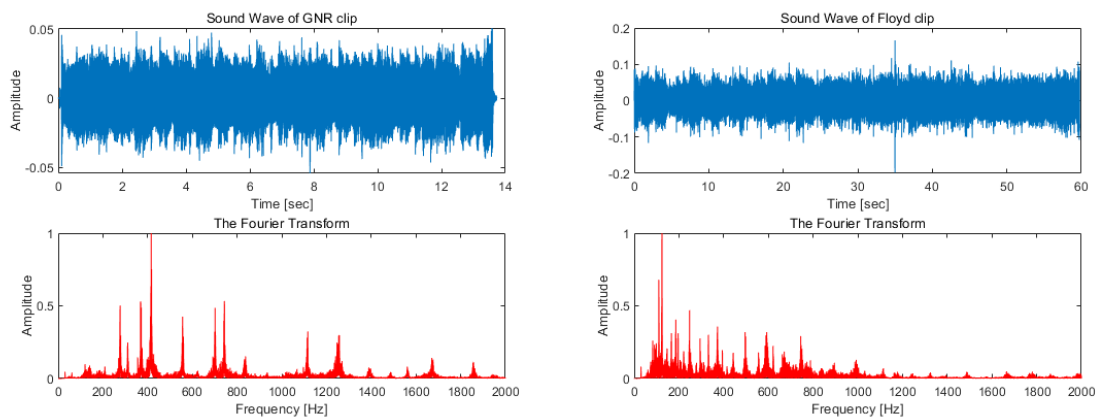 Sound Wave of GNR clip
0.05
0
-0.05
Amplitude
0 2 4 6 8 10 12 14
Time [sec]
The Fourier Transform
1
0.5
0
Amplitude
0 200 400 600 800 1000 1200 1400 1600 1800 2000
Frequency [Hz]
Sound Wave of Floyd clip
0.2
0.1
0
-0.1
-0.2
Amplitude
0 10 20 30 40 50 60
Time [sec]
The Fourier Transform
1
0.5
0
Amplitude
0 200 400 600 800 1000 1200 1400 1600 1800 2000
Frequency [Hz]